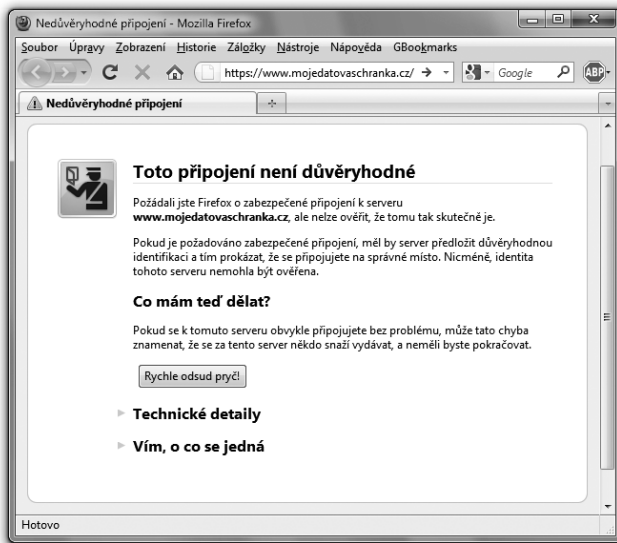 Nedůvěryhodné připojení - Mozilla Firefox
Soubor Úpravy Zobrazení Historie Záložky Nástroje Nápověda GBookmarks
https://www.mojedatovaschranka.cz/ Google ABP
Nedůvěryhodné připojení
Toto připojení není důvěryhodné
Požádali jste Firefox o zabezpečené připojení k serveru
www.mojedatovaschranka.cz, ale nelze ověřit, že tomu tak skutečně je.
Pokud je požadováno zabezpečené připojení, měl by server předložit důvěryhodnou
identifikaci a tím prokázat, že se připojujete na správné místo. Nicméně, identita
tohoto serveru nemohla být ověřena.
Co mám teď dělat?
Pokud se k tomuto serveru obvykle připojujete bez problému, může tato chyba
znamenat, že se za tento server někdo snaží vydávat, a neměli byste pokračovat.
Rychle odsud pryč!
Technické detaily
Vím, o co se jedná
Hotovo